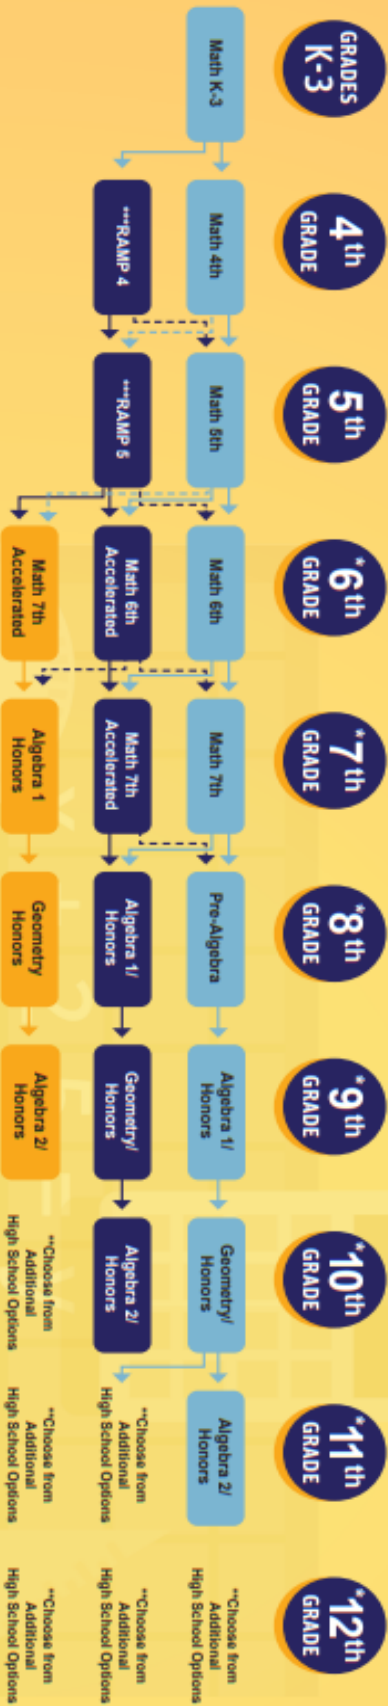 GRADES
K-3
Math K-3
4th
GRADE
Math 4th
***RAMP 4
5th
GRADE
Math 5th
***RAMP 5
*6th
GRADE
Math 6th
Math 6th
Accelerated
Math 7th
Accelerated
*7th
GRADE
Math 7th
Math 7th
Accelerated
Algebra 1
Honors
*8th
GRADE
Pre-Algebra
Algebra 1/
Honors
Geometry
Honors
*9th
GRADE
Algebra 1/
Honors
Geometry/
Honors
Algebra 2/
Honors
*10th
GRADE
Geometry/
Honors
Algebra 2/
Honors
**Choose from
Additional
High School Options
*11th
GRADE
Algebra 2/
Honors
**Choose from
Additional
High School Options
**Choose from
Additional
High School Options
*12th
GRADE
**Choose from
Additional
High School Options
**Choose from
Additional
High School Options
**Choose from
Additional
High School Options